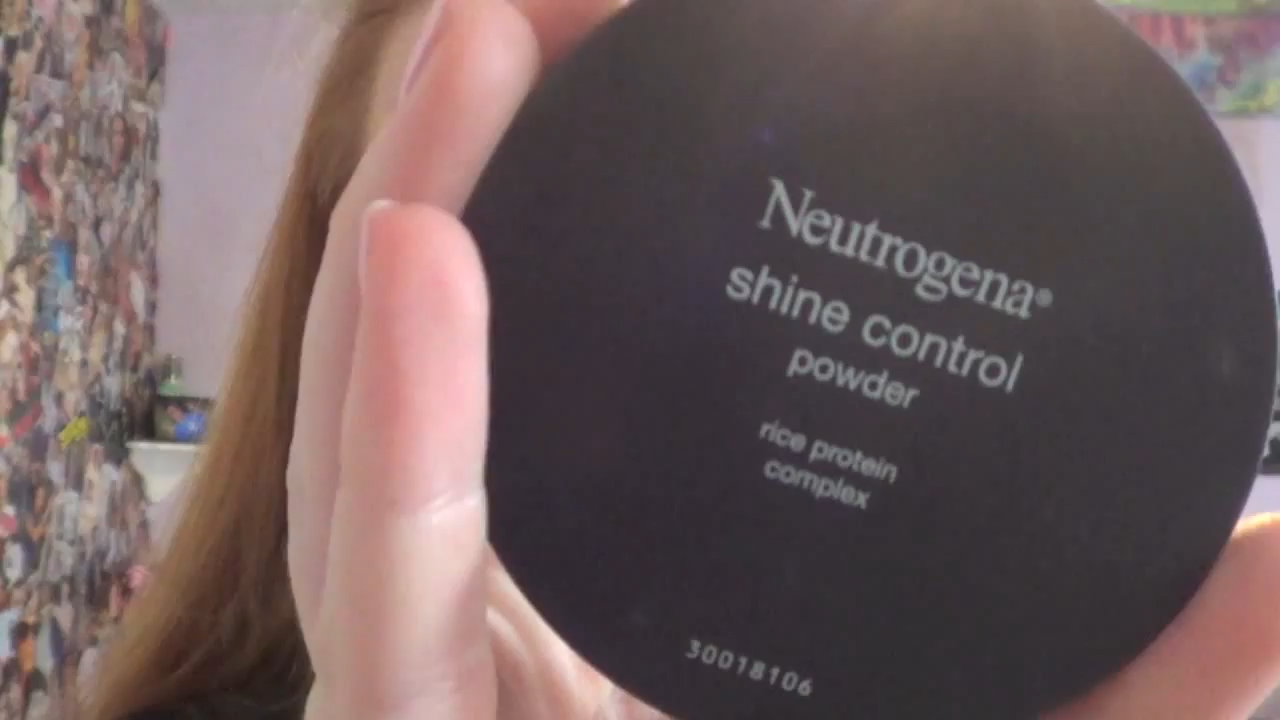 Neutrogena®
shine control
powder
rice protein
complex
30018106